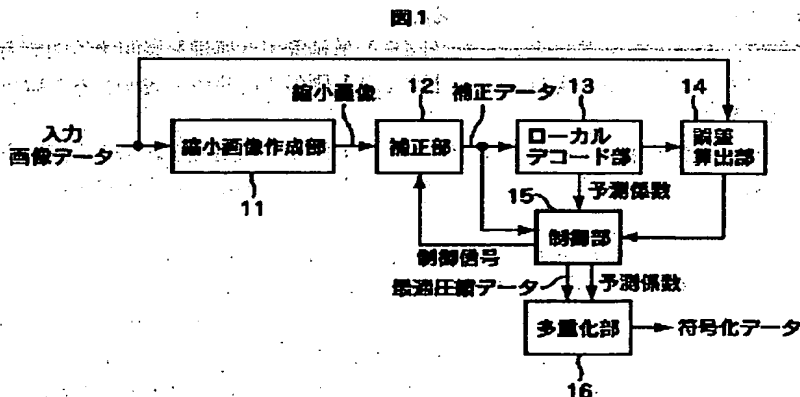 図1
縮小画像
12
補正データ
13
14
入力
画像データ
縮小画像作成部
補正部
ローカル
デコード部
誤差
算出部
11
予測係数
15
制御部
制御信号
最適圧縮データ
予測係数
多重化部
符号化データ
16